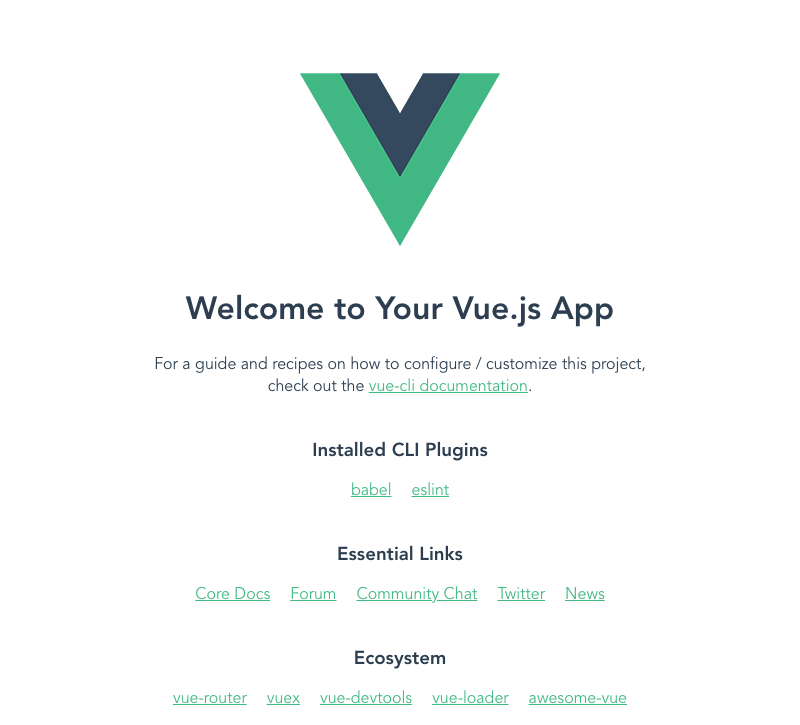 Welcome to Your Vue.js App
For a guide and recipes on how to configure / customize this project,
check out the vue-cli documentation.
Installed CLI Plugins
babel eslint
Essential Links
Core Docs Forum Community Chat Twitter News
Ecosystem
vue-router vuex vue-devtools vue-loader awesome-vue